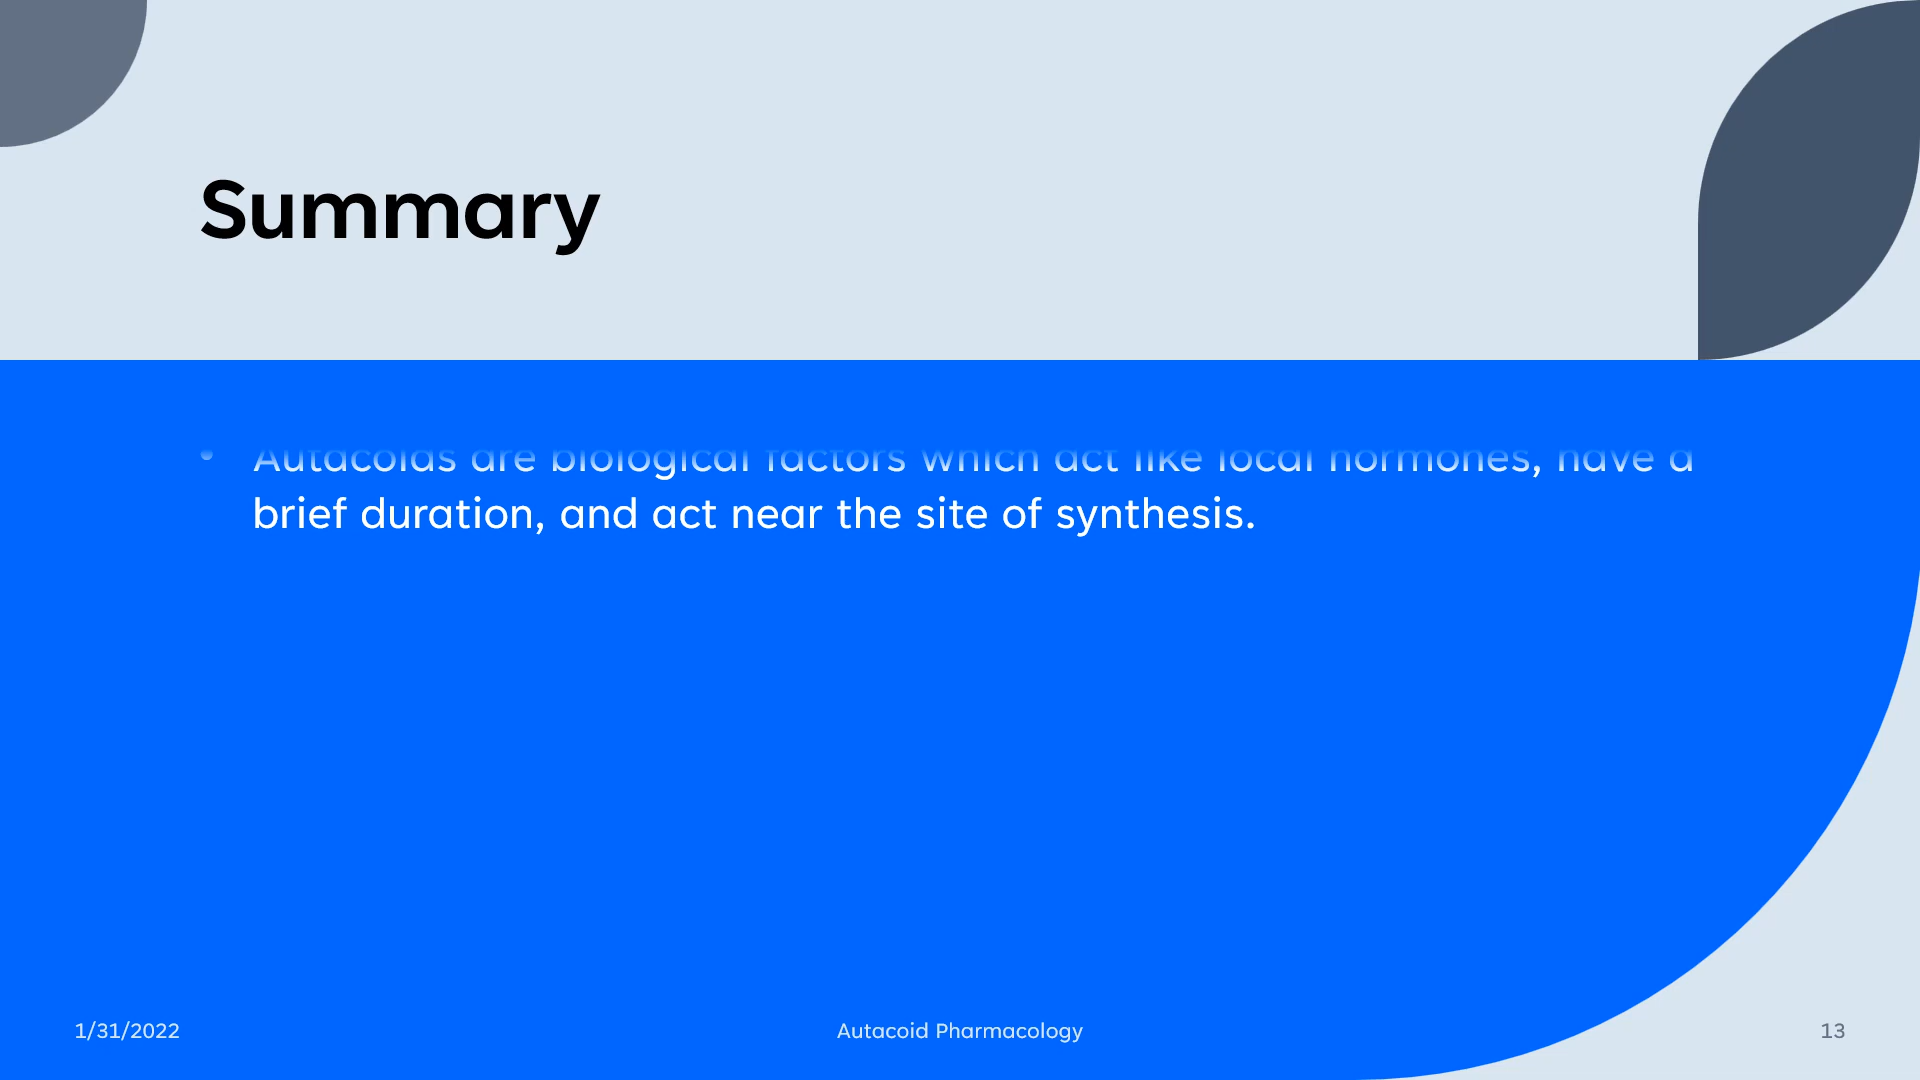 Summary
• Autacoids are biological factors which act like local hormones, have a
brief duration, and act near the site of synthesis.
1/31/2022
Autacoid Pharmacology
13